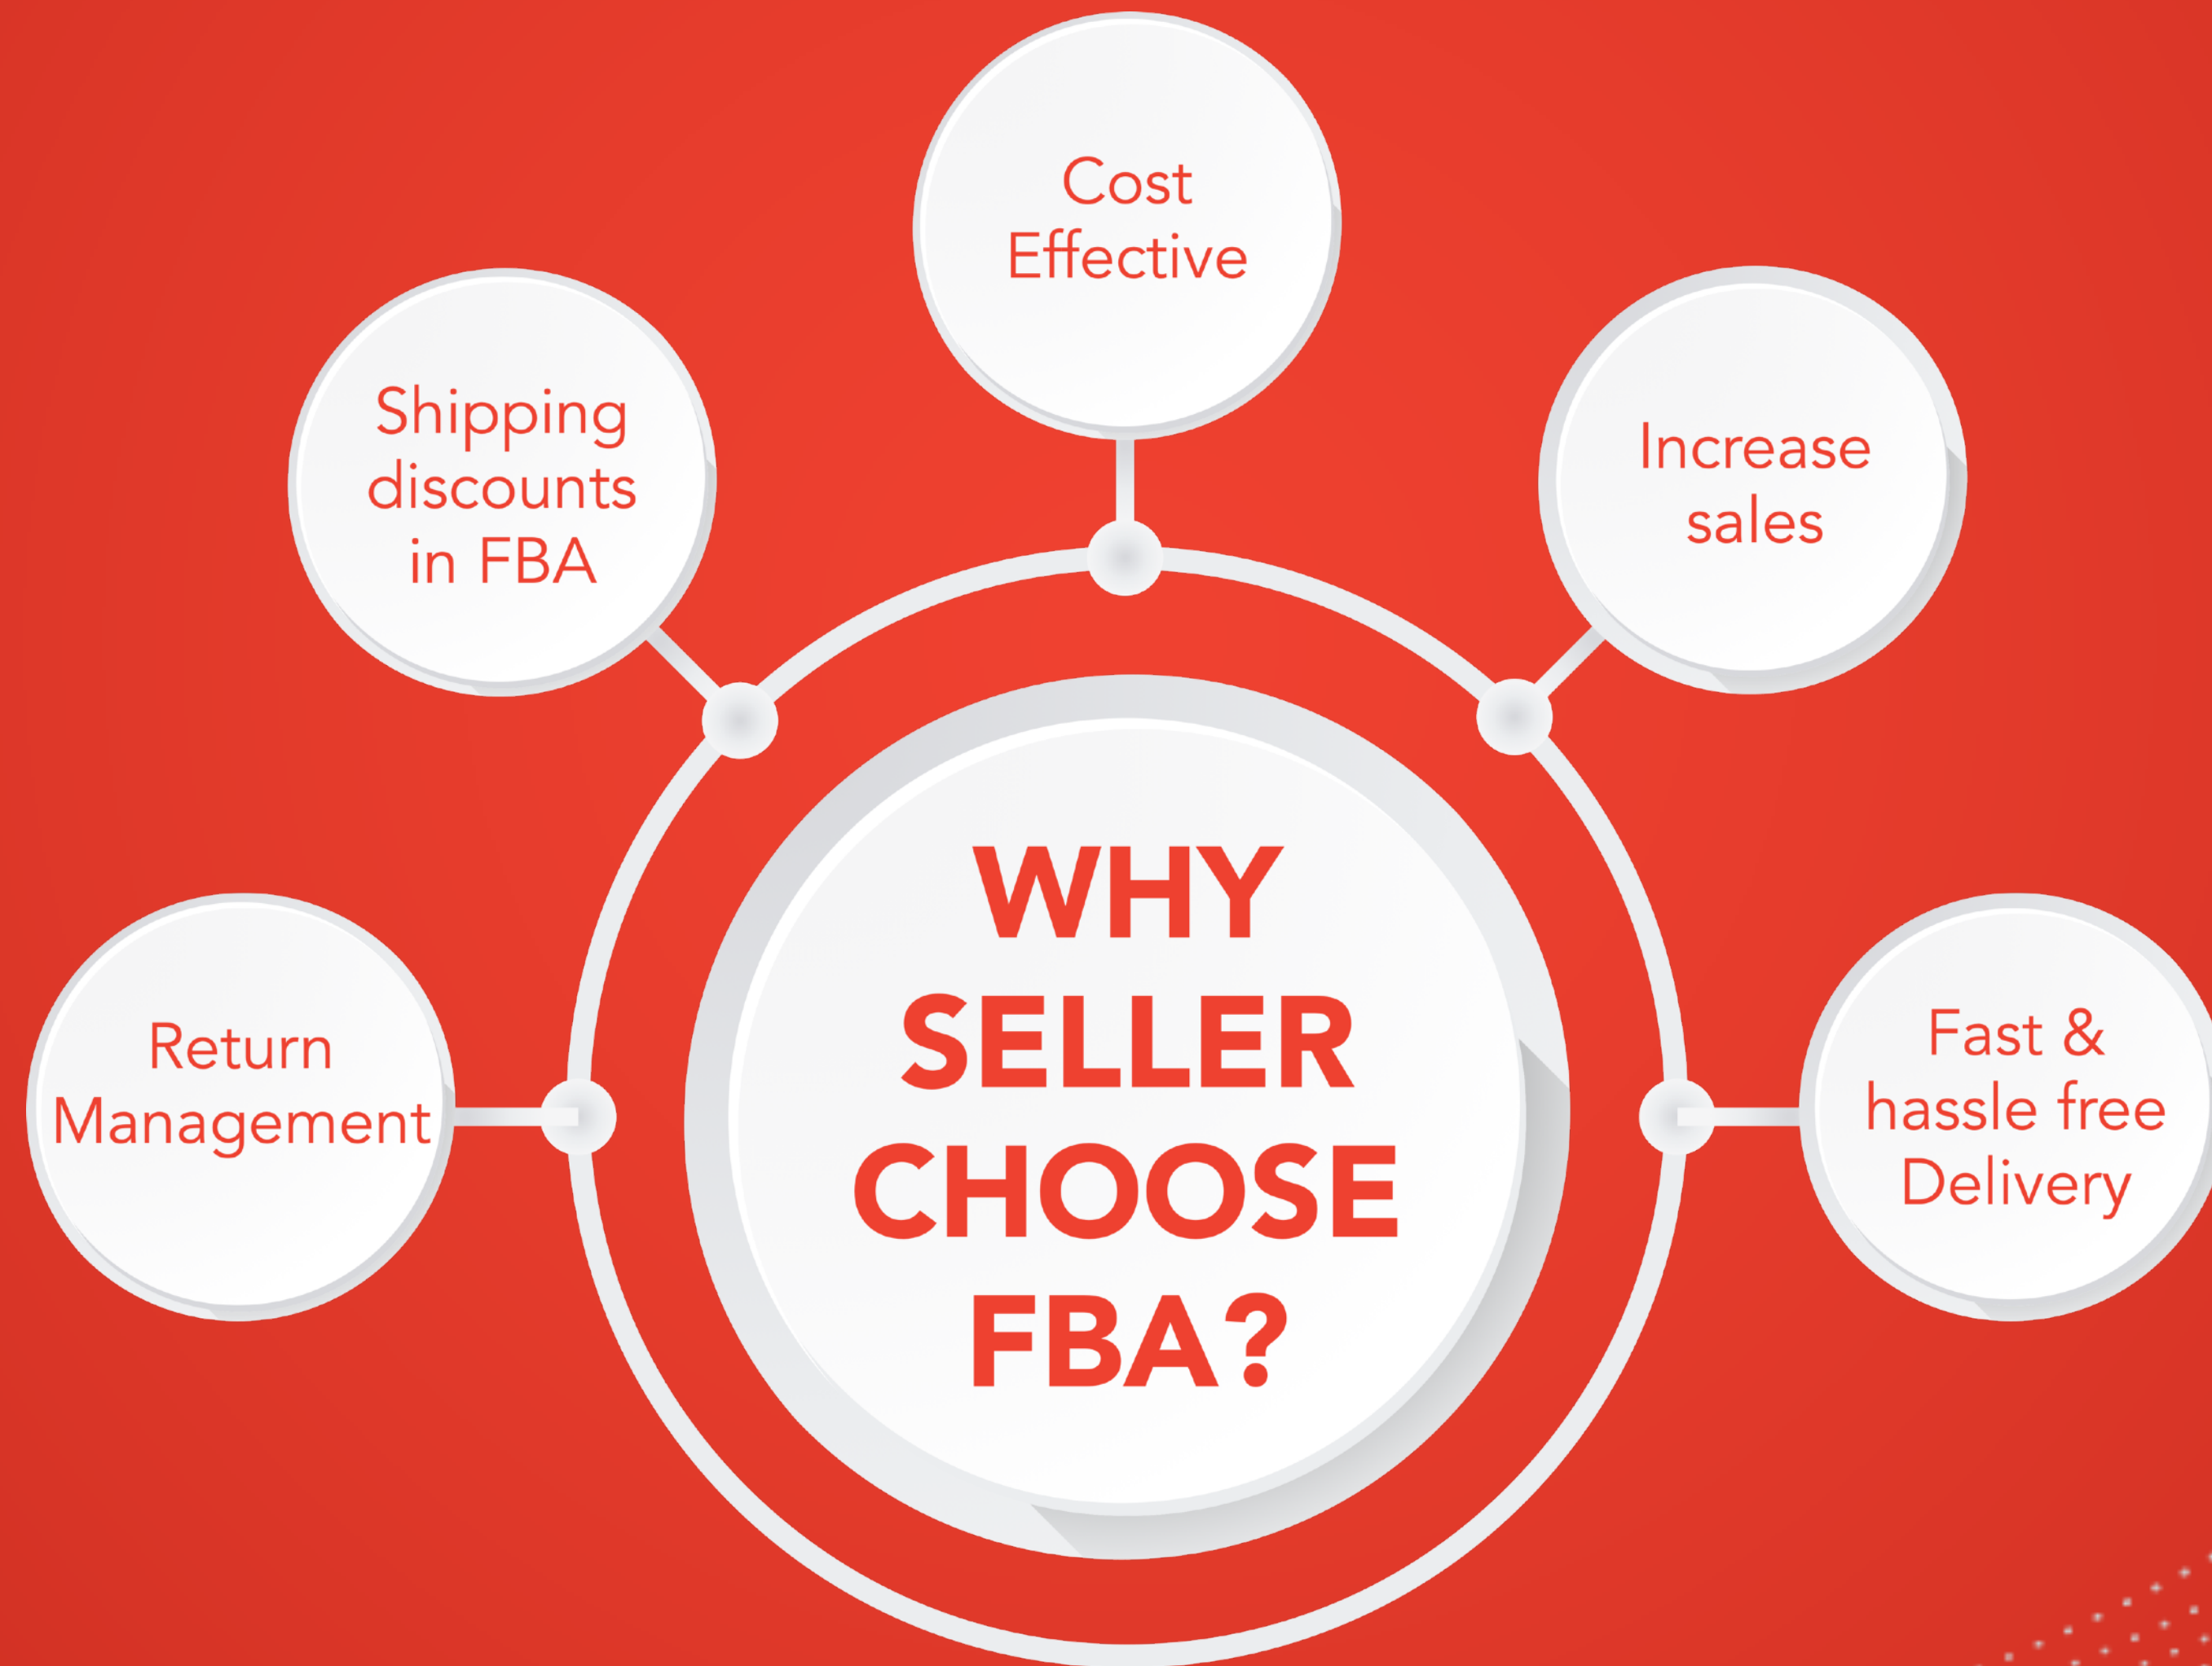 Cost
Effective
Shipping
discounts
in FBA
Increase
sales
Return
Management
WHY
SELLER
CHOOSE
FBA?
Fast &
hassle free
Delivery